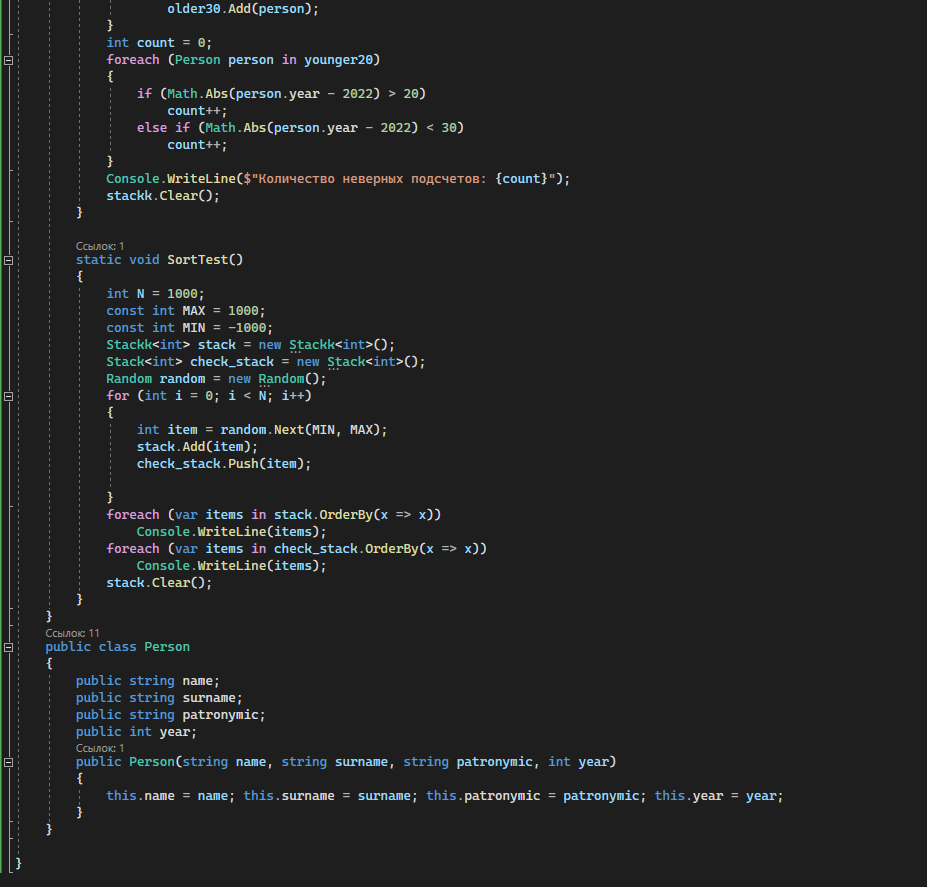 older30.Add(person);
}
int count = 0;
foreach (Person person in younger20)
{
if (Math.Abs(person.year - 2022) > 20)
count++;
else if (Math.Abs(person.year - 2022) < 30)
count++;
}
Console.WriteLine($"Количество неверных подсчетов: {count}");
stackk.Clear();
}
Ссылок: 1
static void SortTest()
{
int N = 1000;
const int MAX = 1000;
const int MIN = -1000;
Stackk<int> stack = new Stackk<int>();
Stack<int> check_stack = new Stack<int>();
Random random = new Random();
for (int i = 0; i < N; i++)
{
int item = random.Next(MIN, MAX);
stack.Add(item);
check_stack.Push(item);
}
foreach (var items in stack.OrderBy(x => x))
Console.WriteLine(items);
foreach (var items in check_stack.OrderBy(x => x))
Console.WriteLine(items);
stack.Clear();
}
}
Ссылок: 11
public class Person
{
public string name;
public string surname;
public string patronymic;
public int year;
Ссылок: 1
public Person(string name, string surname, string patronymic, int year)
{
this.name = name; this.surname = surname; this.patronymic = patronymic; this.year = year;
}
}
}